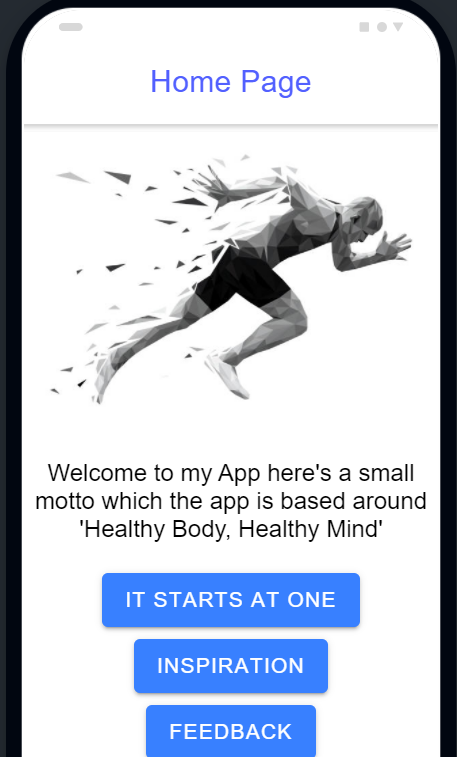 Home Page
Welcome to my App here's a small
motto which the app is based around
'Healthy Body, Healthy Mind'
IT STARTS AT ONE
INSPIRATION
FEEDBACK